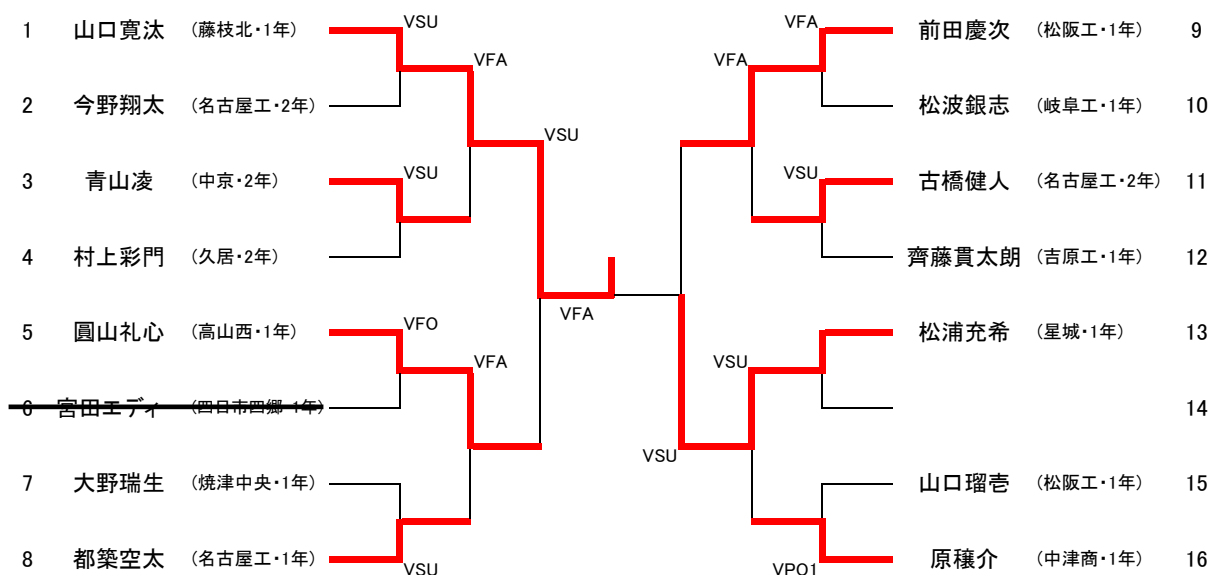 VSU VFA
1 山口寛汰 (藤枝北・1年) 前田慶次 (松阪工・1年) 9
VFA VFA
2 今野翔太 (名古屋工・2年) 松波銀志 (岐阜工・1年) 10
VSU
VSU VSU
3 青山凌 (中京・2年) 古橋健人 (名古屋工・2年) 11
4 村上彩門 (久居・2年) 齊藤貫太朗 (吉原工・1年) 12
VFA
5 圓山礼心 (高山西・1年) VFO 松浦充希 (星城・1年) 13
VFA VSU
6 宮田エディ (四日市四郷・1年) 14
VSU
7 大野瑞生 (焼津中央・1年) 山口瑠壱 (松阪工・1年) 15
8 都築空太 (名古屋工・1年) 原穣介 (中津商・1年) 16
VSU VPO1